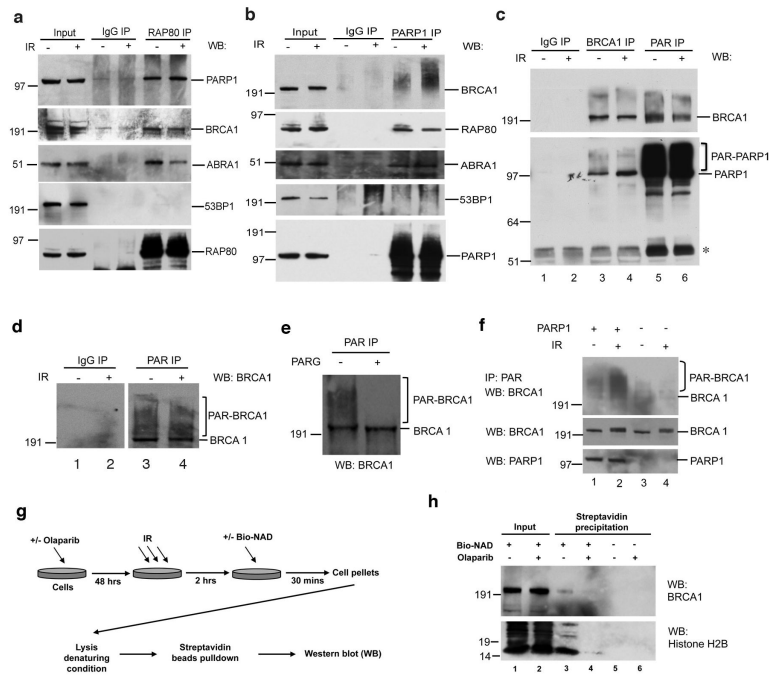 a
Input IgG IP RAP80 IP
IR - + - + - + WB:
97 PARP1
191 BRCA1
51 ABRA1
191 53BP1
97 RAP80
b
Input IgG IP PARP1 IP
IR - + - + - + WB:
191 BRCA1
97 RAP80
51 ABRA1
191 53BP1
191
97 PARP1
c
IgG IP BRCA1 IP PAR IP
IR - + - + - + WB:
191 BRCA1
PAR-PARP1
97 PARP1
64
51 *
1 2 3 4 5 6
d
IgG IP PAR IP
IR - + - + WB: BRCA1
PAR-BRCA1
191 BRCA 1
1 2 3 4
e
PAR IP
PARG - +
PAR-BRCA1
191 BRCA 1
WB: BRCA1
f
PARP1 + + - -
IR - + - +
IP: PAR
WB: BRCA1
PAR-BRCA1
191 BRCA 1
WB: BRCA1 191 BRCA 1
WB: PARP1 97 PARP1
1 2 3 4
g
+/- Olaparib IR +/- Bio-NAD
Cells 48 hrs 2 hrs 30 mins Cell pellets
Lysis
denaturing
condition
Streptavidin
beads pulldown
Western blot (WB)
h
Input Streptavidin
precipitation
Bio-NAD + + + + - -
Olaparib - + - + - +
191 WB:
BRCA1
19
14 WB:
Histone H2B
1 2 3 4 5 6